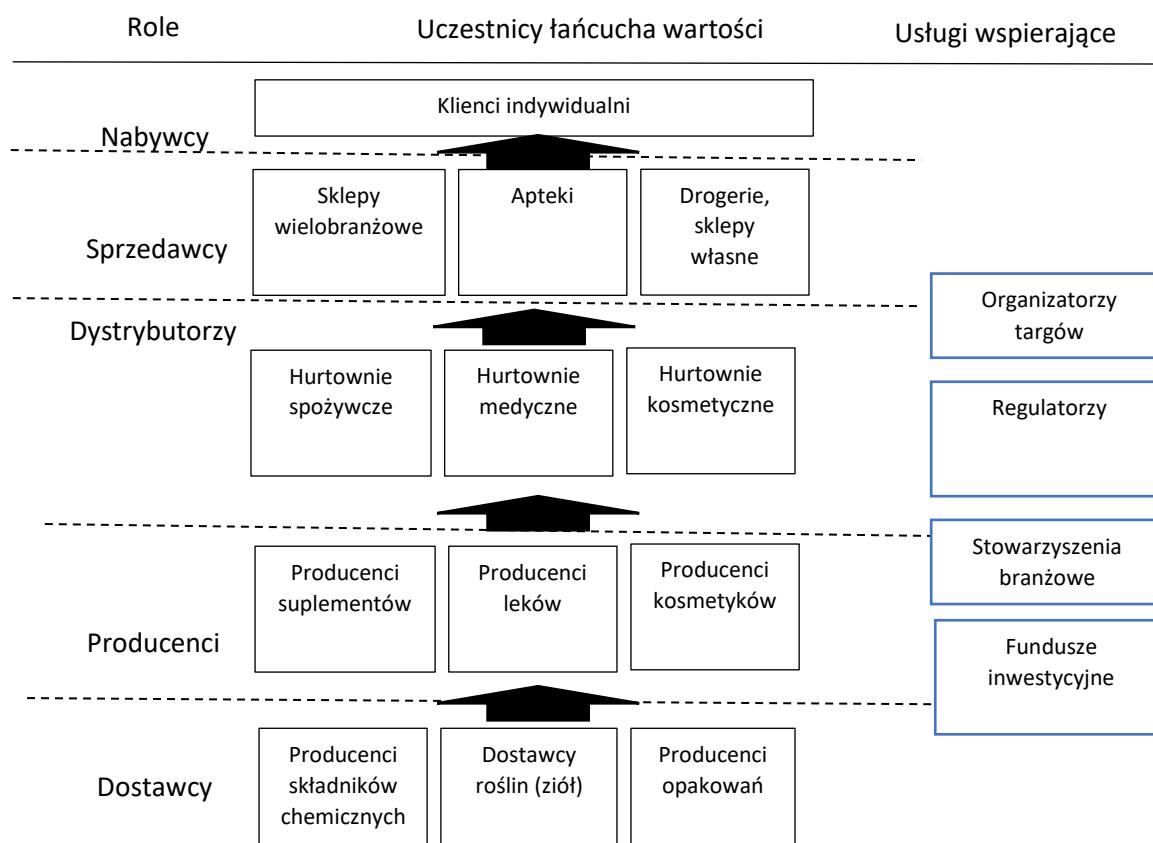 Role
Uczestnicy łańcucha wartości
Usługi wspierające
Klienci indywidualni
Nabywcy
Sklepy
wielobranżowe
Apteki
Drogerie,
sklepy
własne
Sprzedawcy
Organizatorzy
targów
Dystrybutorzy
Hurtownie
spożywcze
Hurtownie
medyczne
Hurtownie
kosmetyczne
Regulatorzy
Stowarzyszenia
branżowe
Producenci
suplementów
Producenci
leków
Producenci
kosmetyków
Producenci
Fundusze
inwestycyjne
Producenci
składników
chemicznych
Dostawcy
roślin (ziół)
Producenci
opakowań
Dostawcy